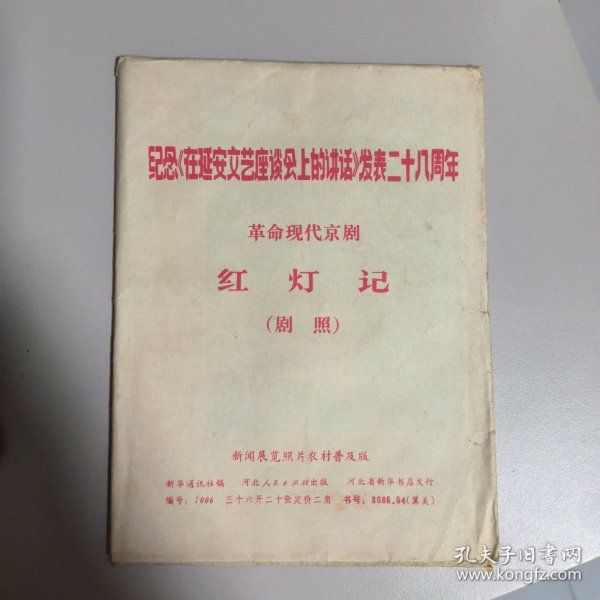 纪念《在延安文艺座谈会上的讲话》发表二十八周年
革命现代京剧
红灯记
(剧照)
新闻展览照片农村普及版
新华通讯社稿 河北人民出版社出版 河北省新华书店发行
编号：7006 三十六开二十张定价二角 书号：8086.64(冀美)
孔夫子旧书网
www.kongfz.com